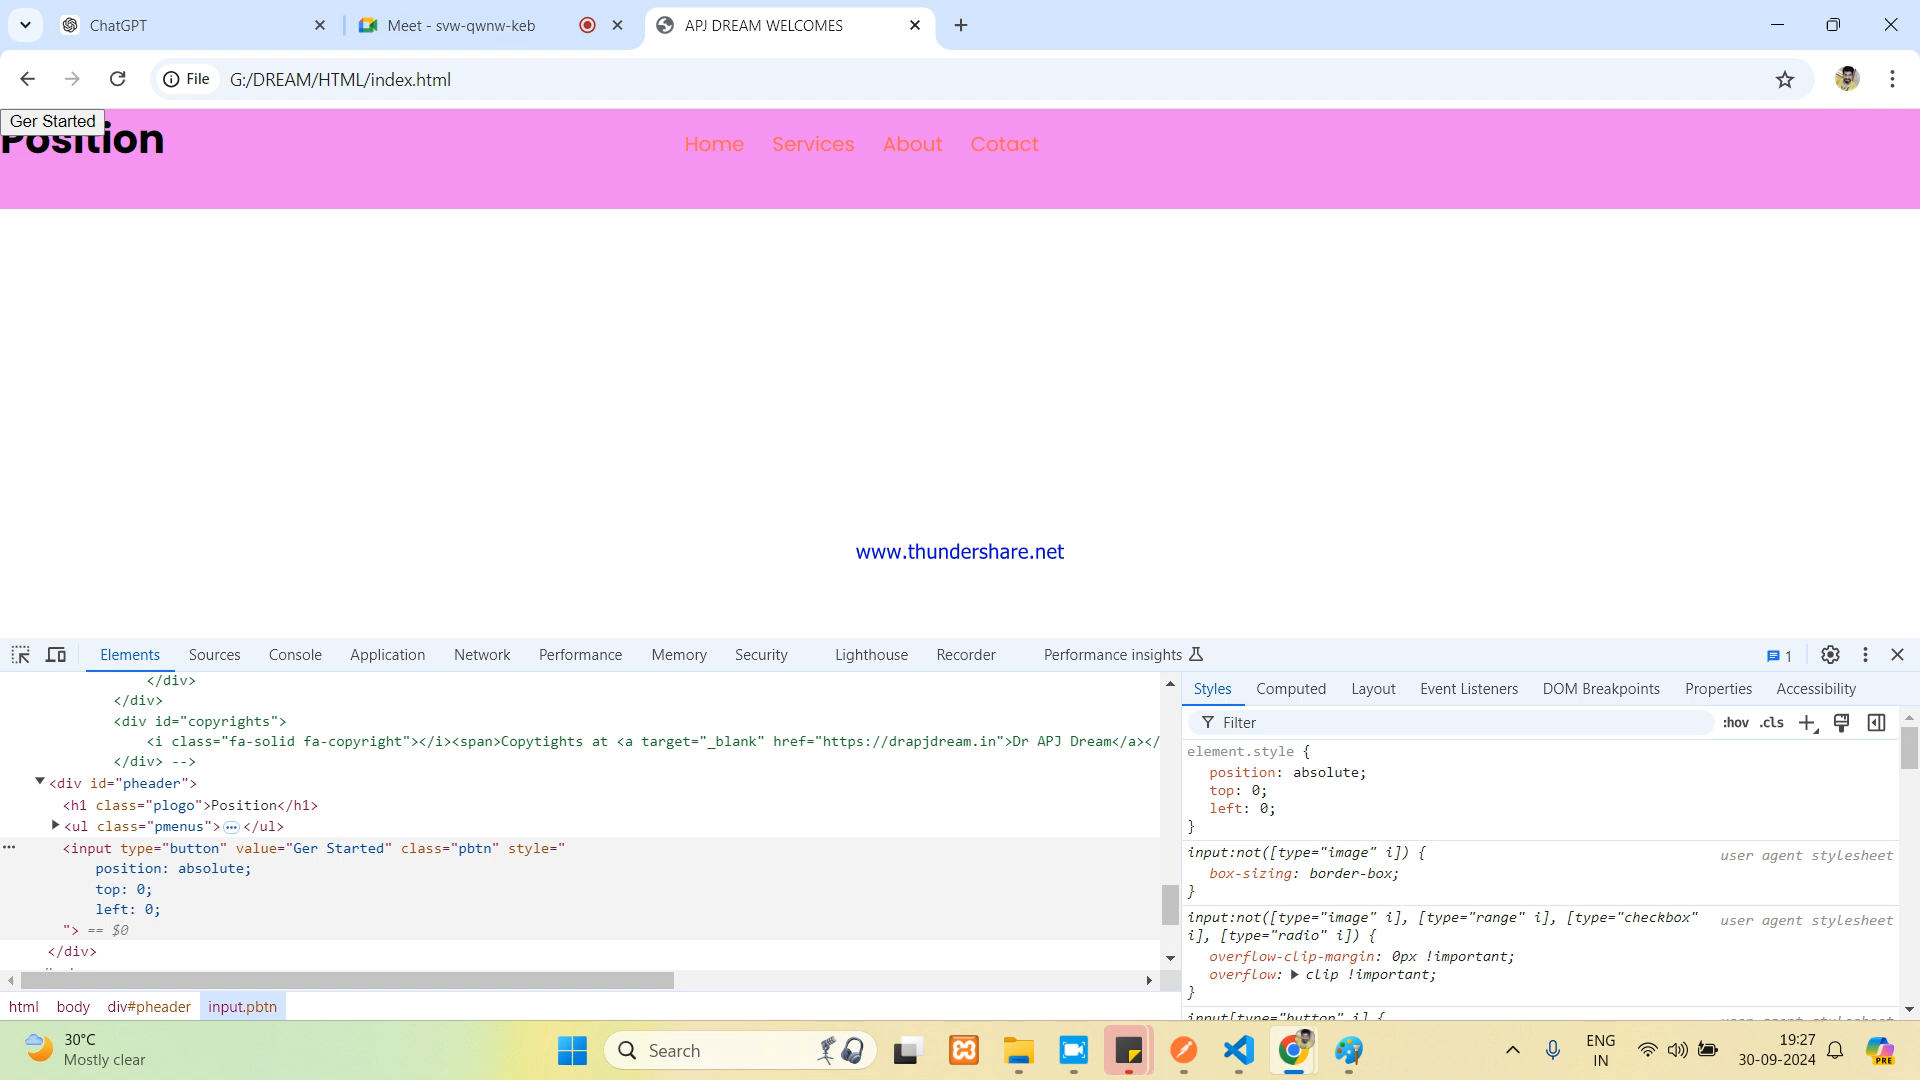 ChatGPT
Meet - svw-qwnw-keb
APJ DREAM WELCOMES
File
G:/DREAM/HTML/index.html
Ger Started
Position
Home Services About Cotact
www.thundershare.net
Elements Sources Console Application Network Performance Memory Security Lighthouse Recorder Performance insights 1
</div>
</div>
<div id="copyrights">
<i class="fa-solid fa-copyright"></i><span>Copytights at <a target="_blank" href="https://drapjdream.in">Dr APJ Dream</a></
</div> -->
<div id="pheader">
<h1 class="plogo">Position</h1>
<ul class="pmenus"> … </ul>
<input type="button" value="Ger Started" class="pbtn" style="
position: absolute;
top: 0;
left: 0;
"> == $0
</div>
html body div#pheader input.pbtn
Styles Computed Layout Event Listeners DOM Breakpoints Properties Accessibility
Filter :hov .cls
element.style {
position: absolute;
top: 0;
left: 0;
}
input:not([type="image" i]) { user agent stylesheet
box-sizing: border-box;
}
input:not([type="image" i], [type="range" i], [type="checkbox" user agent stylesheet
i], [type="radio" i]) {
overflow-clip-margin: 0px !important;
overflow: clip !important;
}
input[type="button" i] { user agent stylesheet
30°C
Mostly clear
Search
ENG
IN
19:27
30-09-2024
PRE